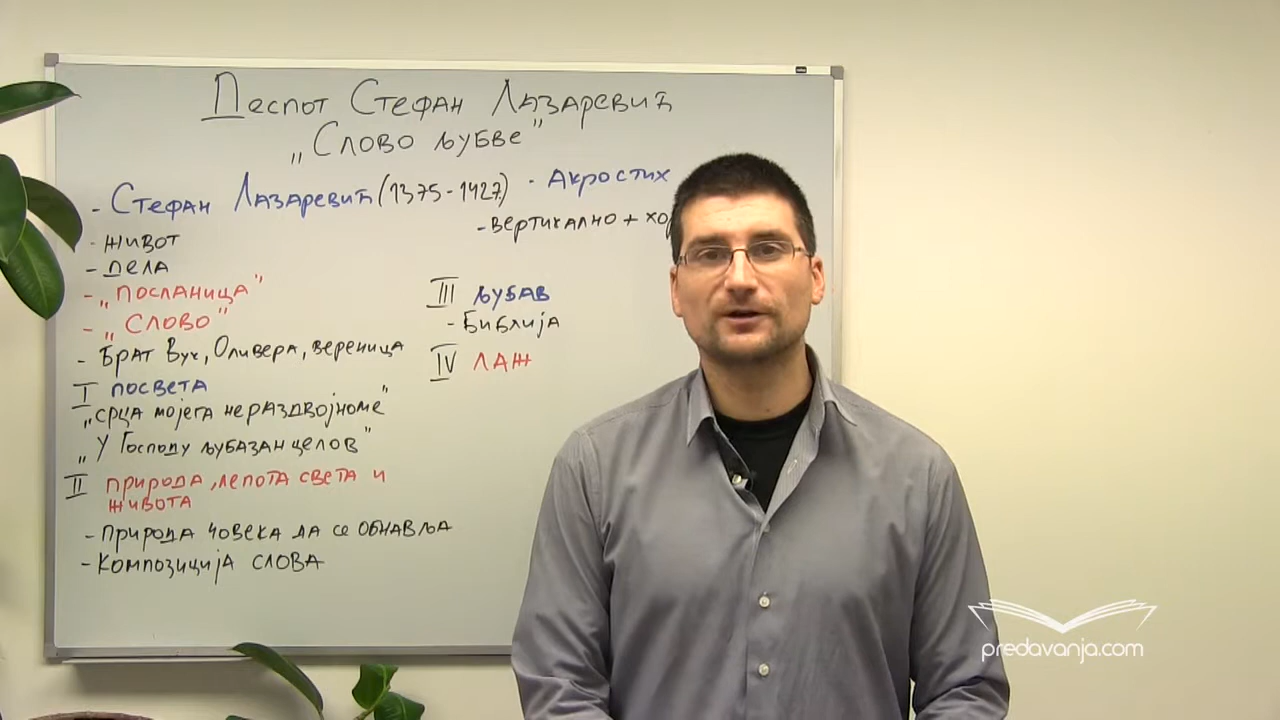 Деспот Стефан Лазаревић
„Слово љубве"
- Стефан Лазаревић (1375-1427)
- живот
- дела
- „Посланица"
- „Слово"
- Брат Вук, Оливера, вереница
I посвета
„срца мојега нераздвојноме"
„У Господу љубазан целов"
II природа, лепота света и
живота
- природа човека да се обнавља
- композиција слова
· Акростих
- вертикално +
III љубав
- Библија
IV лаж
predavanja.com